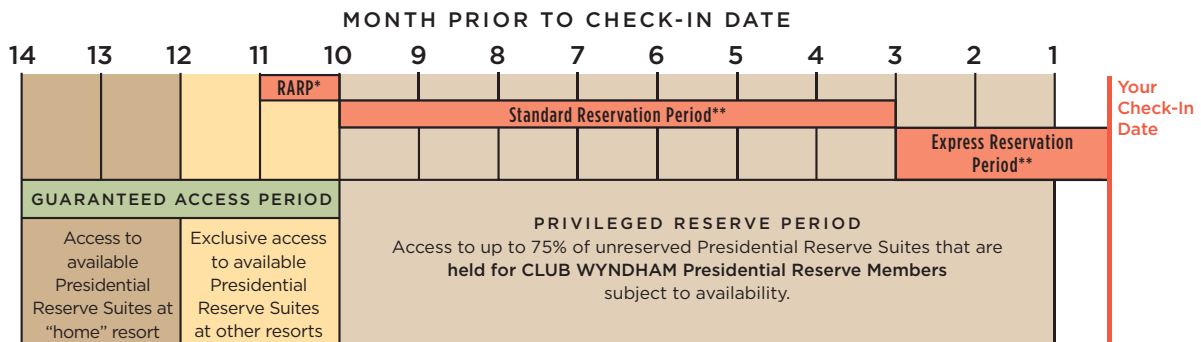 MONTH PRIOR TO CHECK-IN DATE
14 13 12 11 10 9 8 7 6 5 4 3 2 1
RARP*
Standard Reservation Period**
Express Reservation
Period**
Your
Check-In
Date
GUARANTEED ACCESS PERIOD
Access to
available
Presidential
Reserve Suites at
“home” resort
Exclusive access
to available
Presidential
Reserve Suites
at other resorts
PRIVILEGED RESERVE PERIOD
Access to up to 75% of unreserved Presidential Reserve Suites that are
held for CLUB WYNDHAM Presidential Reserve Members
subject to availability.